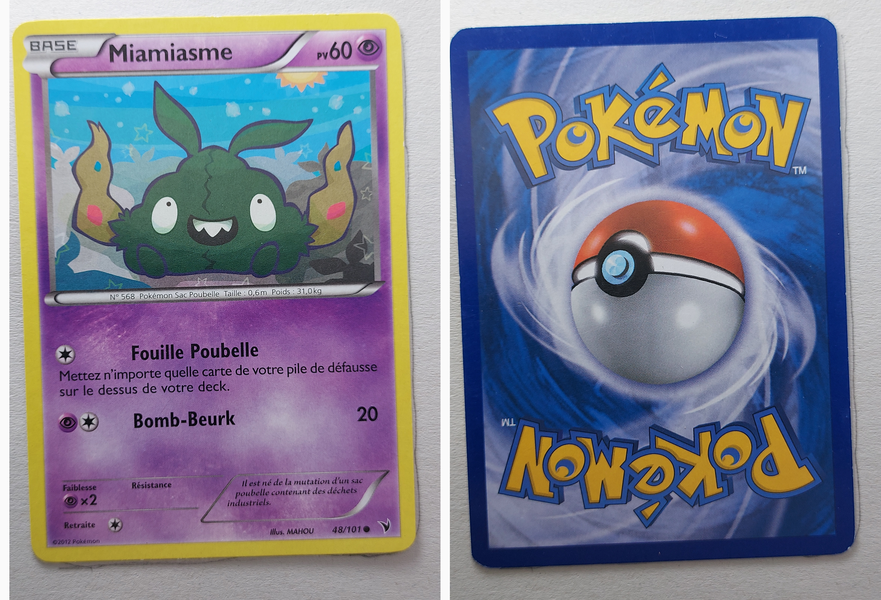 BASE
Miamiasme
PV60
N° 568 Pokémon Sac Poubelle Taille : 0,6m Poids : 31,0kg
Fouille Poubelle
Mettez n'importe quelle carte de votre pile de défausse
sur le dessus de votre deck.
Bomb-Beurk 20
Faiblesse
×2
Résistance
Retraite
Il est né de la mutation d'un sac
poubelle contenant des déchets
industriels.
©2012 Pokémon
Illus. MAHOU
48/101
POKéMON
TM
TM
POKéMON